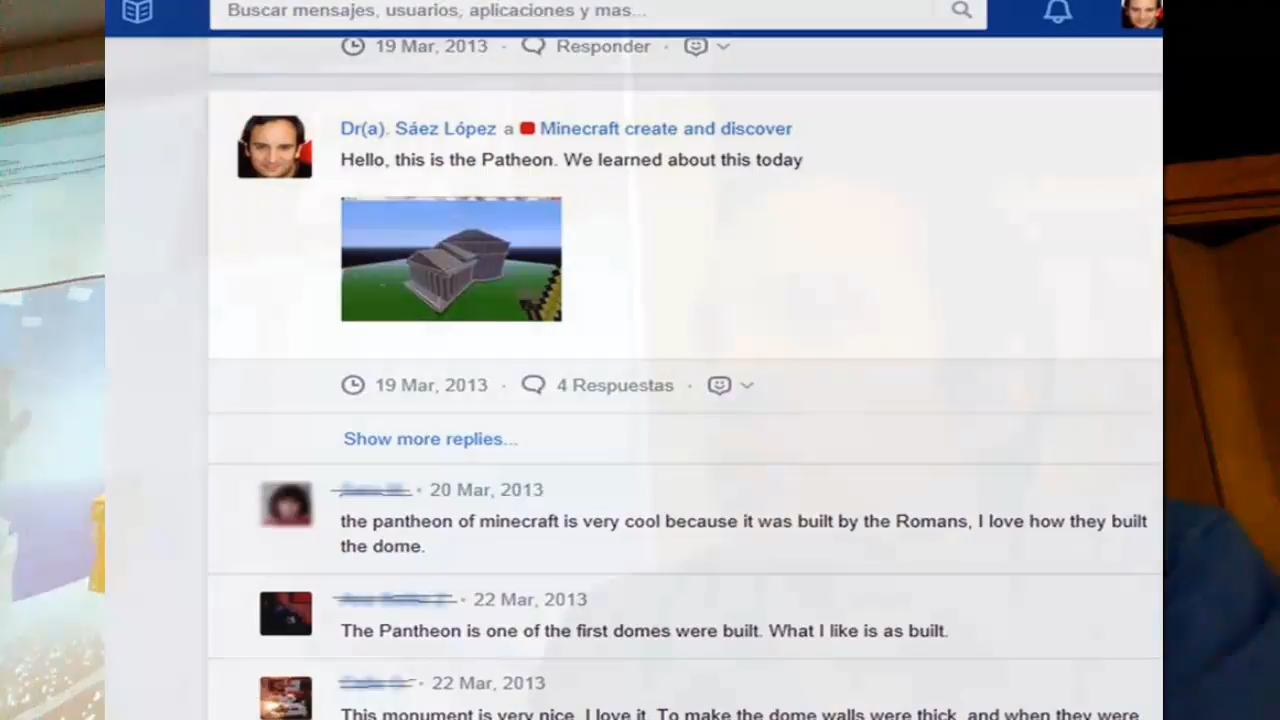 Buscar mensajes, usuarios, aplicaciones y mas...
19 Mar, 2013 · Responder ·
Dr(a). Sáez López a Minecraft create and discover
Hello, this is the Patheon. We learned about this today
19 Mar, 2013 · 4 Respuestas ·
Show more replies...
· 20 Mar, 2013
the pantheon of minecraft is very cool because it was built by the Romans, I love how they built
the dome.
· 22 Mar, 2013
The Pantheon is one of the first domes were built. What I like is as built.
· 22 Mar, 2013
This monument is very nice, I love it. To make the dome walls were thick, and when they were